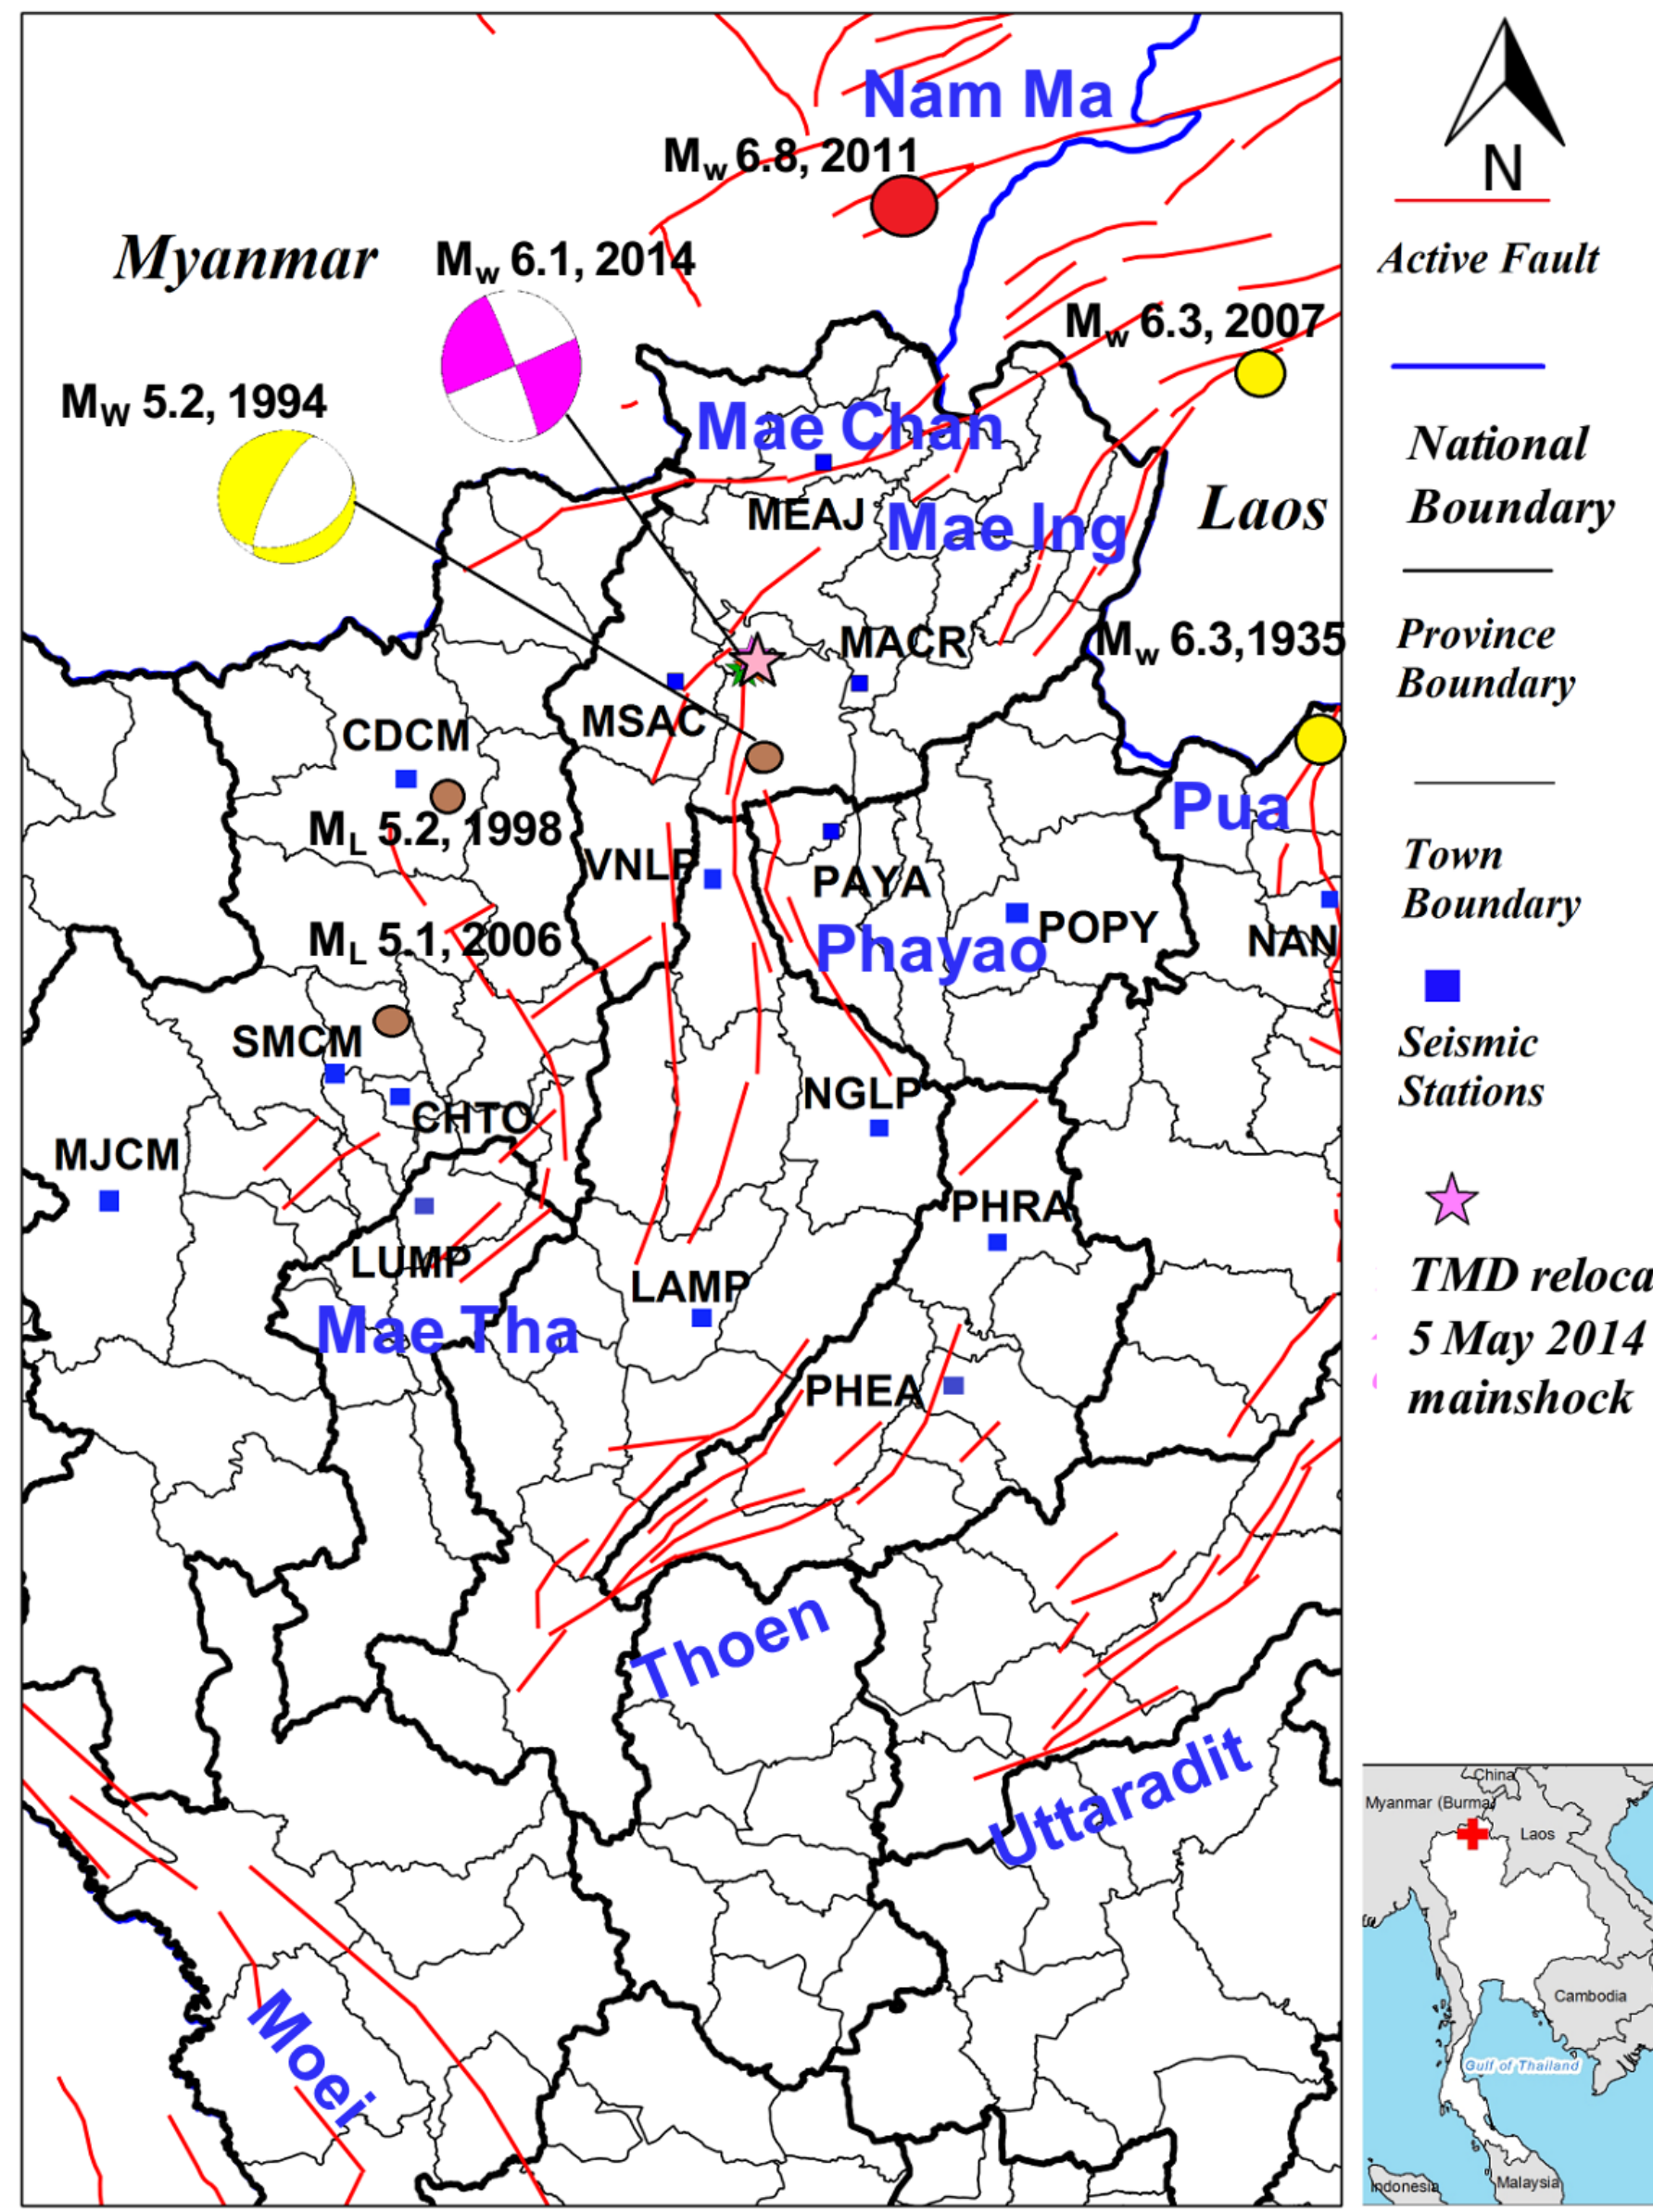 Nam Ma
Mw 6.8, 2011
Myanmar
Mw 6.1, 2014
Mw 6.3, 2007
MW 5.2, 1994
Mae Chan
MEAJ
Mae Ing
Laos
MACR
Mw 6.3,1935
MSAC
CDCM
Pua
ML 5.2, 1998
VNLP
PAYA
POPY
Phayao
NAN
ML 5.1, 2006
SMCM
NGLP
CHTO
MJCM
PHRA
LUMP
LAMP
Mae Tha
PHEA
Thoen
Uttaradit
Moei
N
Active Fault
National
Boundary
Province
Boundary
Town
Boundary
Seismic
Stations
TMD reloca
5 May 2014
mainshock
China
Myanmar (Burma)
Laos
Cambodia
Gulf of Thailand
Malaysia
Indonesia